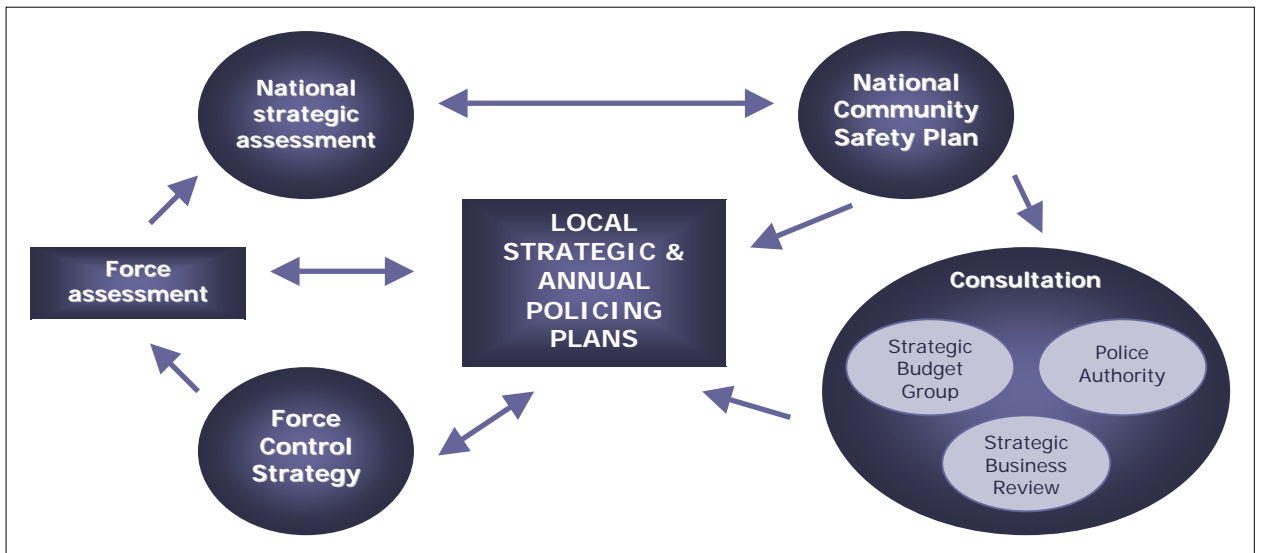 National
strategic
assessment
National
Community
Safety Plan
LOCAL
STRATEGIC &
ANNUAL
POLICING
PLANS
Force
assessment
Consultation
Strategic
Budget
Group
Police
Authority
Strategic
Business
Review
Force
Control
Strategy